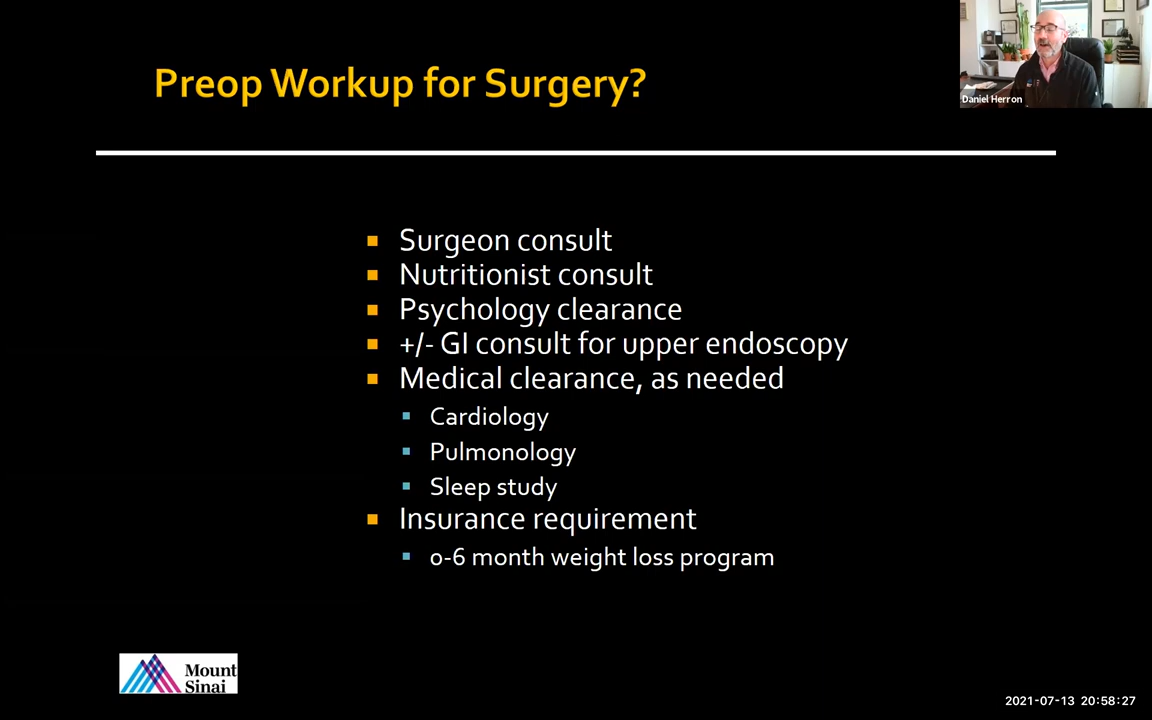 Preop Workup for Surgery?
Daniel Herron
Surgeon consult
Nutritionist consult
Psychology clearance
+/- GI consult for upper endoscopy
Medical clearance, as needed
Cardiology
Pulmonology
Sleep study
Insurance requirement
0-6 month weight loss program
Mount
Sinai
2021-07-13 20:58:27